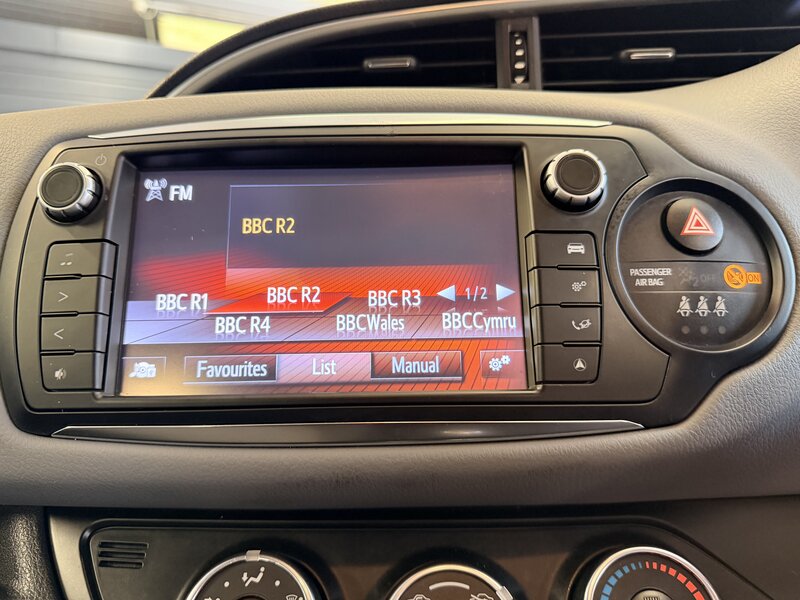 FM
BBC R2
BBC R1
BBC R2
BBC R3
1/2
BBC R4
BBCWales
BBCCymru
Favourites
List
Manual
PASSENGER
AIR BAG
OFF
ON